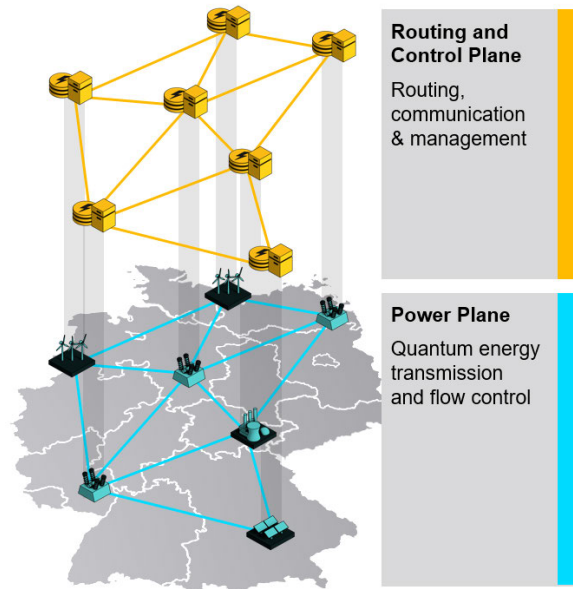 Routing and
Control Plane
Routing,
communication
& management
Power Plane
Quantum energy
transmission
and flow control